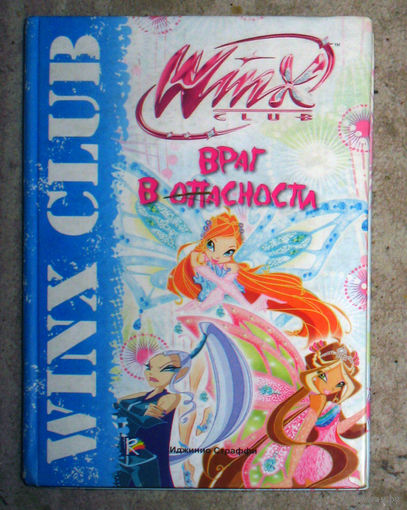 WINX CLUB
WinX
CLUB
ВРАГ
В ОПАСНОСТИ
Иджинио Страффи